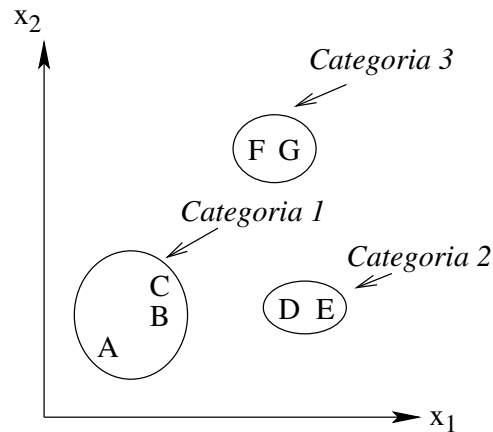 x2
Categoria 3
F G
Categoria 1
Categoria 2
C
D E
B
A
x1